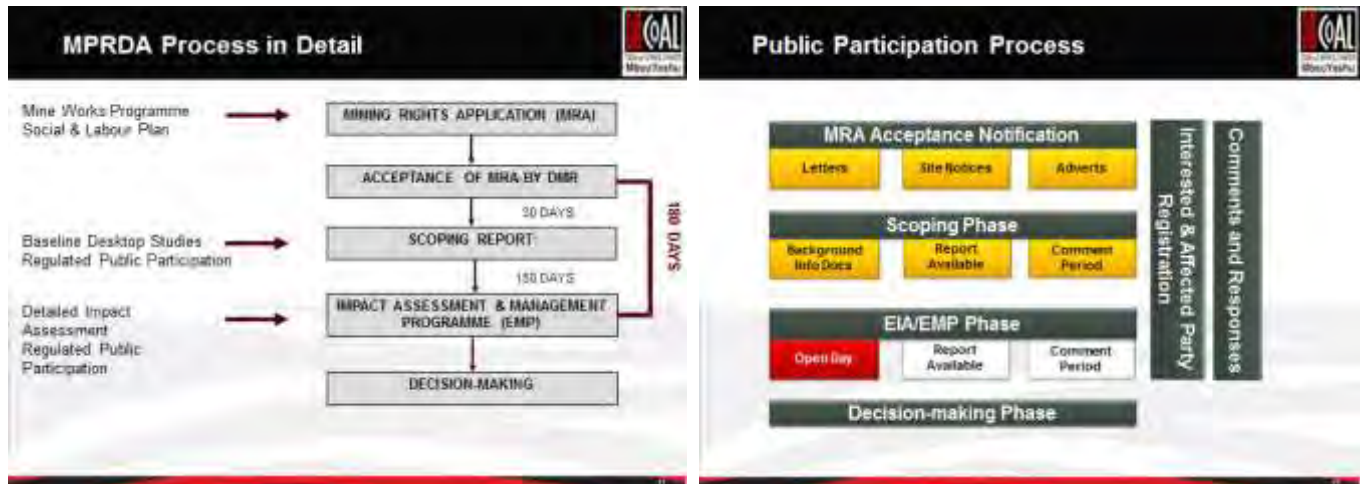 MPRDA Process in Detail
COAL
Mine Works Programme
Social & Labour Plan
MINING RIGHTS APPLICATION (MRA)
ACCEPTANCE OF MRA BY DMR
30 DAYS
180 DAYS
Baseline Desktop Studies
Regulated Public Participation
SCOPING REPORT
150 DAYS
Detailed Impact
Assessment
Regulated Public
Participation
IMPACT ASSESSMENT & MANAGEMENT
PROGRAMME (EMP)
DECISION-MAKING
Public Participation Process
COAL
MRA Acceptance Notification
Letters
Site Notices
Adverts
Scoping Phase
Background
Info Docs
Report
Available
Comment
Period
EIA/EMP Phase
Open Day
Report
Available
Comment
Period
Decision-making Phase
Interested & Affected Party
Registration
Comments and Responses